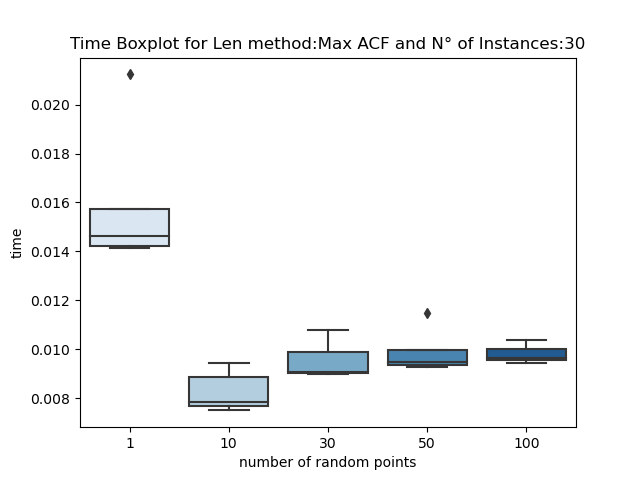 Time Boxplot for Len method:Max ACF and N° of Instances:30
0.020
0.018
0.016
0.014
0.012
0.010
0.008
time
1 10 30 50 100
number of random points